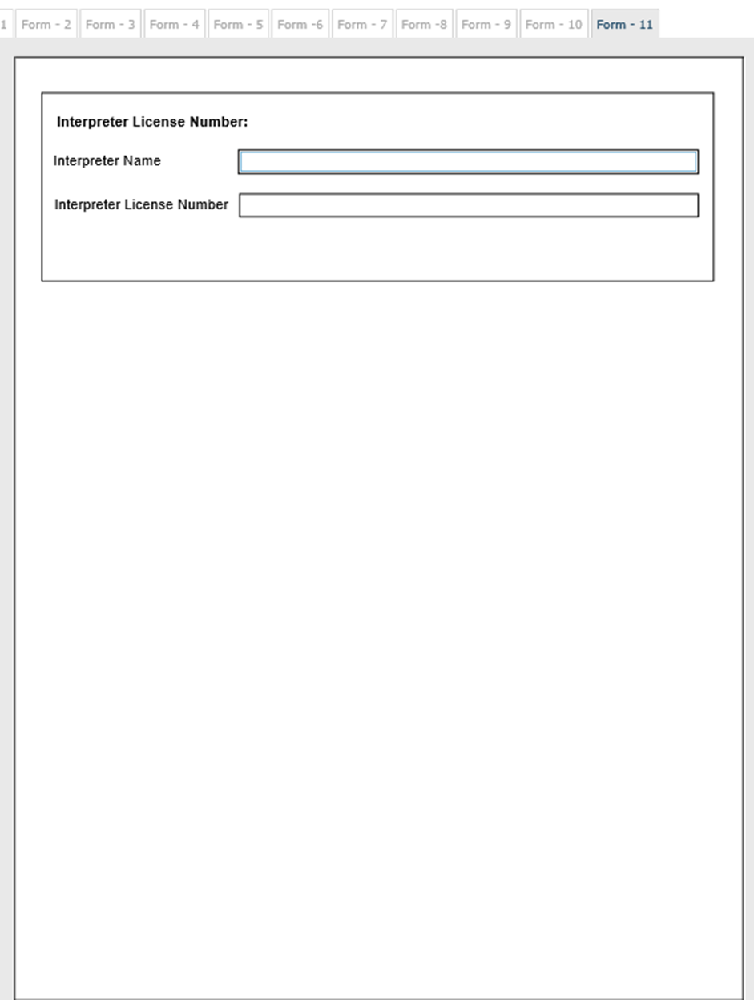 1 Form - 2 Form - 3 Form - 4 Form - 5 Form -6 Form - 7 Form -8 Form - 9 Form - 10 Form - 11
Interpreter License Number:
Interpreter Name
Interpreter License Number